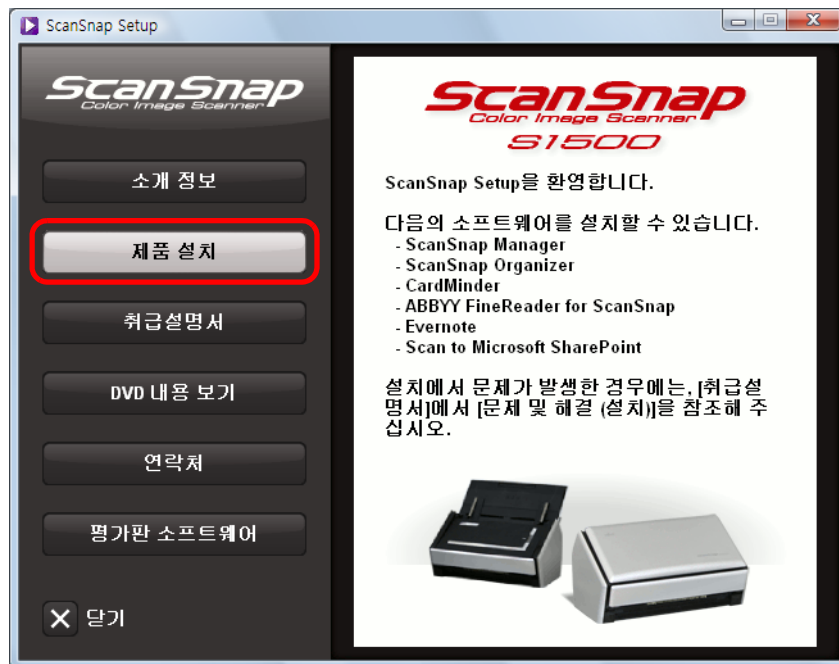 ScanSnap Setup
ScanSnap
Color Image Scanner
소개 정보
제품 설치
취급설명서
DVD 내용 보기
연락처
평가판 소프트웨어
닫기
ScanSnap
Color Image Scanner
S1500
ScanSnap Setup을 환영합니다.
다음의 소프트웨어를 설치할 수 있습니다.
- ScanSnap Manager
- ScanSnap Organizer
- CardMinder
- ABBYY FineReader for ScanSnap
- Evernote
- Scan to Microsoft SharePoint
설치에서 문제가 발생한 경우에는, [취급설
명서]에서 [문제 및 해결 (설치)]을 참조해 주
십시오.